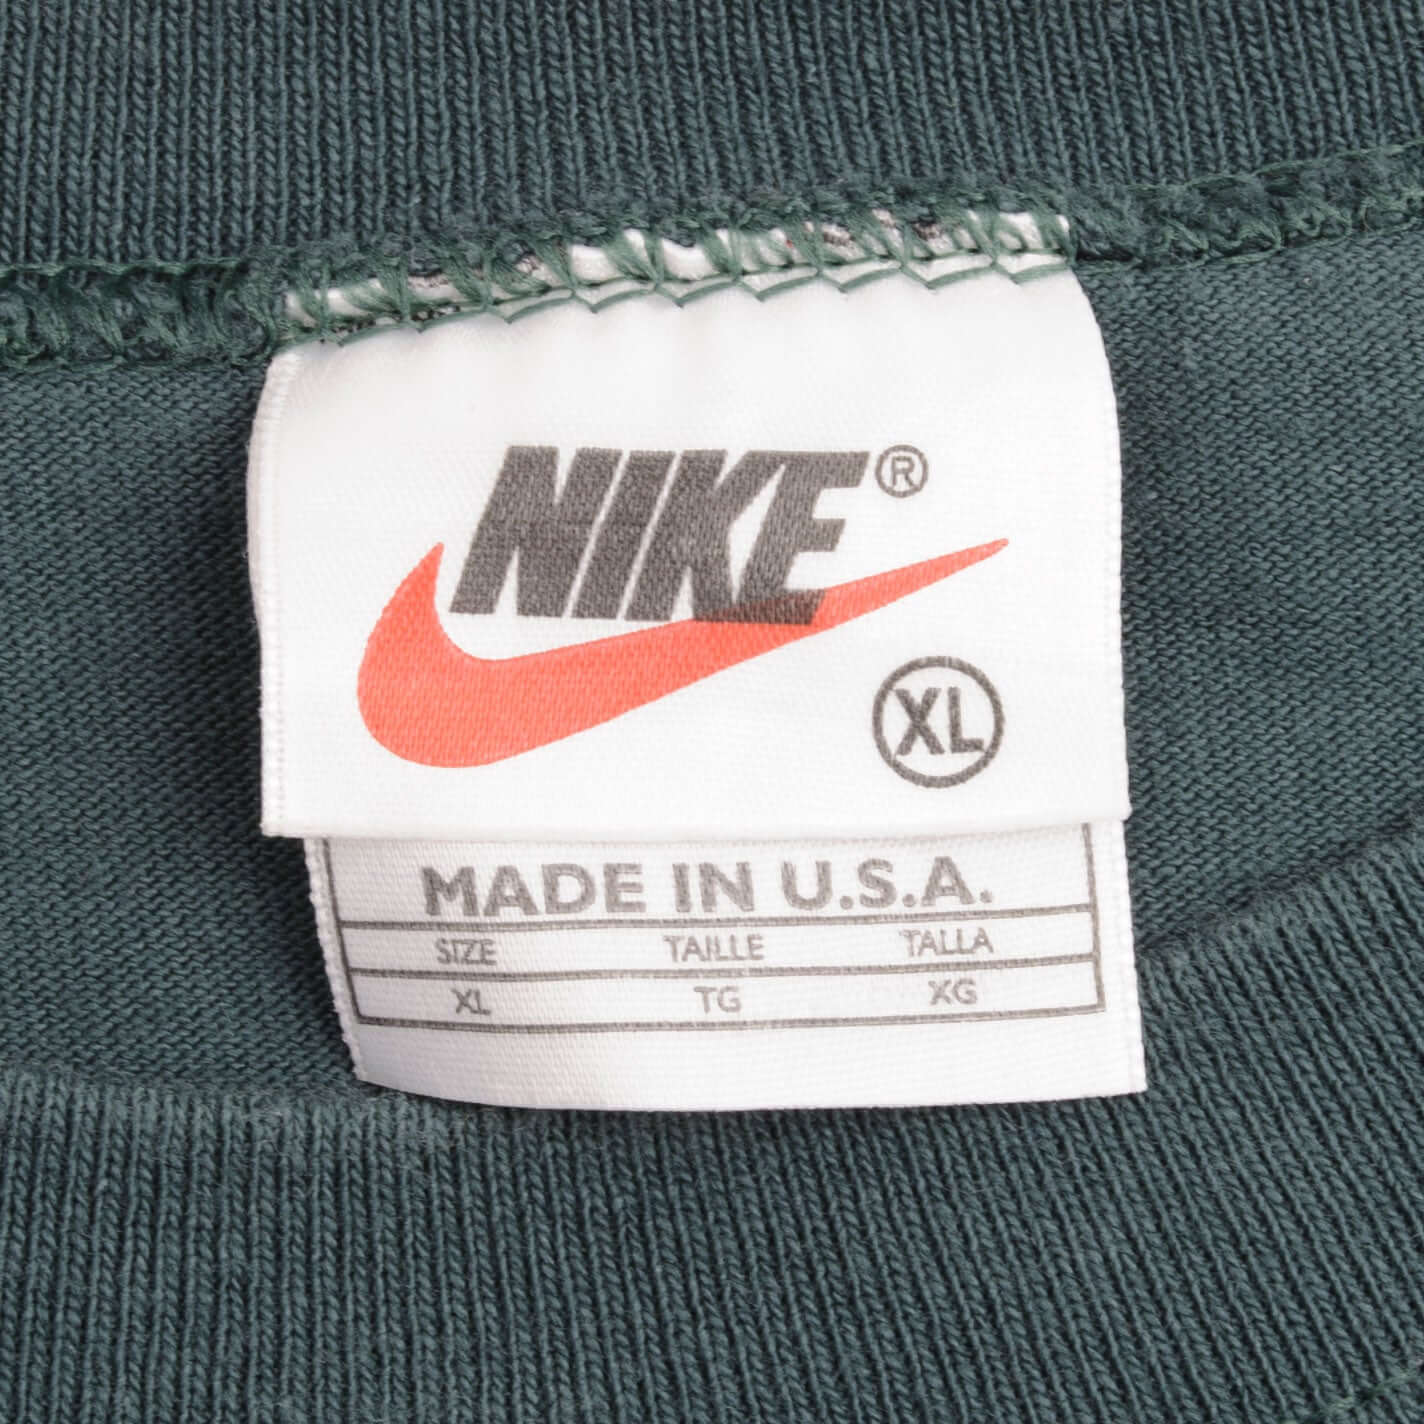 NIKE®
XL
MADE IN U.S.A.
SIZE TAILLE TALLA
XL TG XG